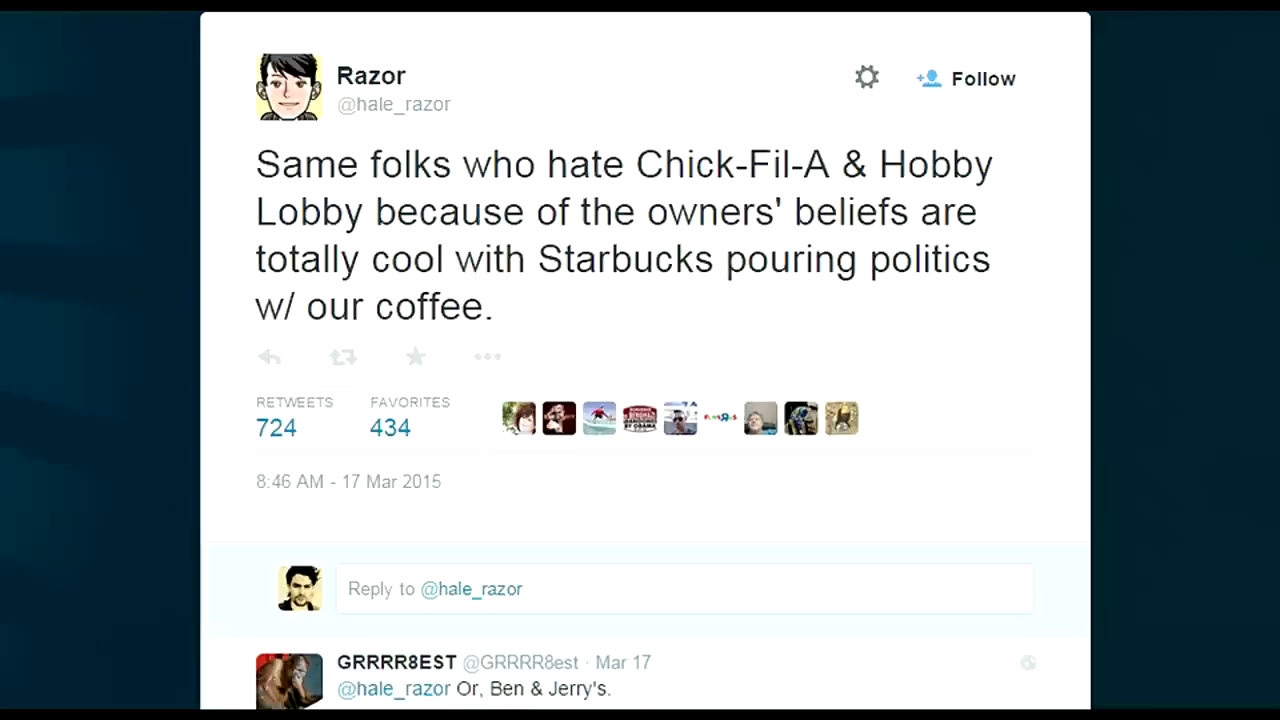 Razor
@hale_razor
Follow
Same folks who hate Chick-Fil-A & Hobby
Lobby because of the owners' beliefs are
totally cool with Starbucks pouring politics
w/ our coffee.
RETWEETS FAVORITES
724 434
8:46 AM - 17 Mar 2015
Reply to @hale_razor
GRRRR8EST @GRRRR8est · Mar 17
@hale_razor Or, Ben & Jerry's.